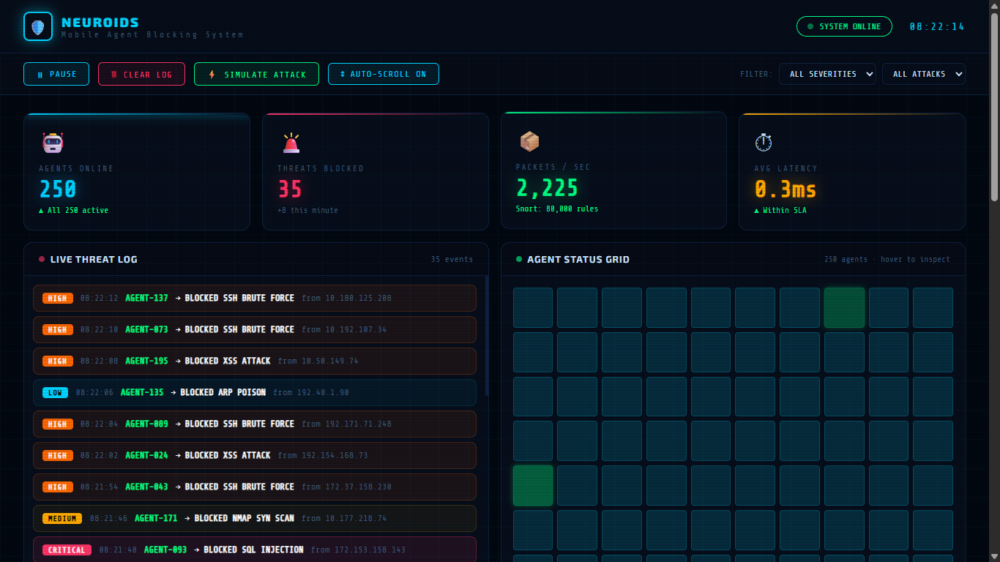 NEUROIDS
Mobile Agent Blocking System
SYSTEM ONLINE
08:22:14
PAUSE
CLEAR LOG
SIMULATE ATTACK
↕ AUTO-SCROLL ON
FILTER:
ALL SEVERITIES
ALL ATTACKS
AGENTS ONLINE
250
▲ All 250 active
THREATS BLOCKED
35
+8 this minute
PACKETS / SEC
2,225
Snort: 80,000 rules
AVG LATENCY
0.3ms
▲ Within SLA
LIVE THREAT LOG
35 events
HIGH 08:22:12 AGENT-137 → BLOCKED SSH BRUTE FORCE from 10.180.125.208
HIGH 08:22:10 AGENT-073 → BLOCKED SSH BRUTE FORCE from 10.192.107.34
HIGH 08:22:08 AGENT-195 → BLOCKED XSS ATTACK from 10.50.149.74
LOW 08:22:06 AGENT-135 → BLOCKED ARP POISON from 192.40.1.90
HIGH 08:22:04 AGENT-089 → BLOCKED SSH BRUTE FORCE from 192.171.71.248
HIGH 08:22:02 AGENT-024 → BLOCKED XSS ATTACK from 192.154.168.73
HIGH 08:21:54 AGENT-043 → BLOCKED SSH BRUTE FORCE from 172.37.158.230
MEDIUM 08:21:46 AGENT-171 → BLOCKED NMAP SYN SCAN from 10.177.218.74
CRITICAL 08:21:40 AGENT-093 → BLOCKED SQL INJECTION from 172.153.158.143
AGENT STATUS GRID
250 agents · hover to inspect